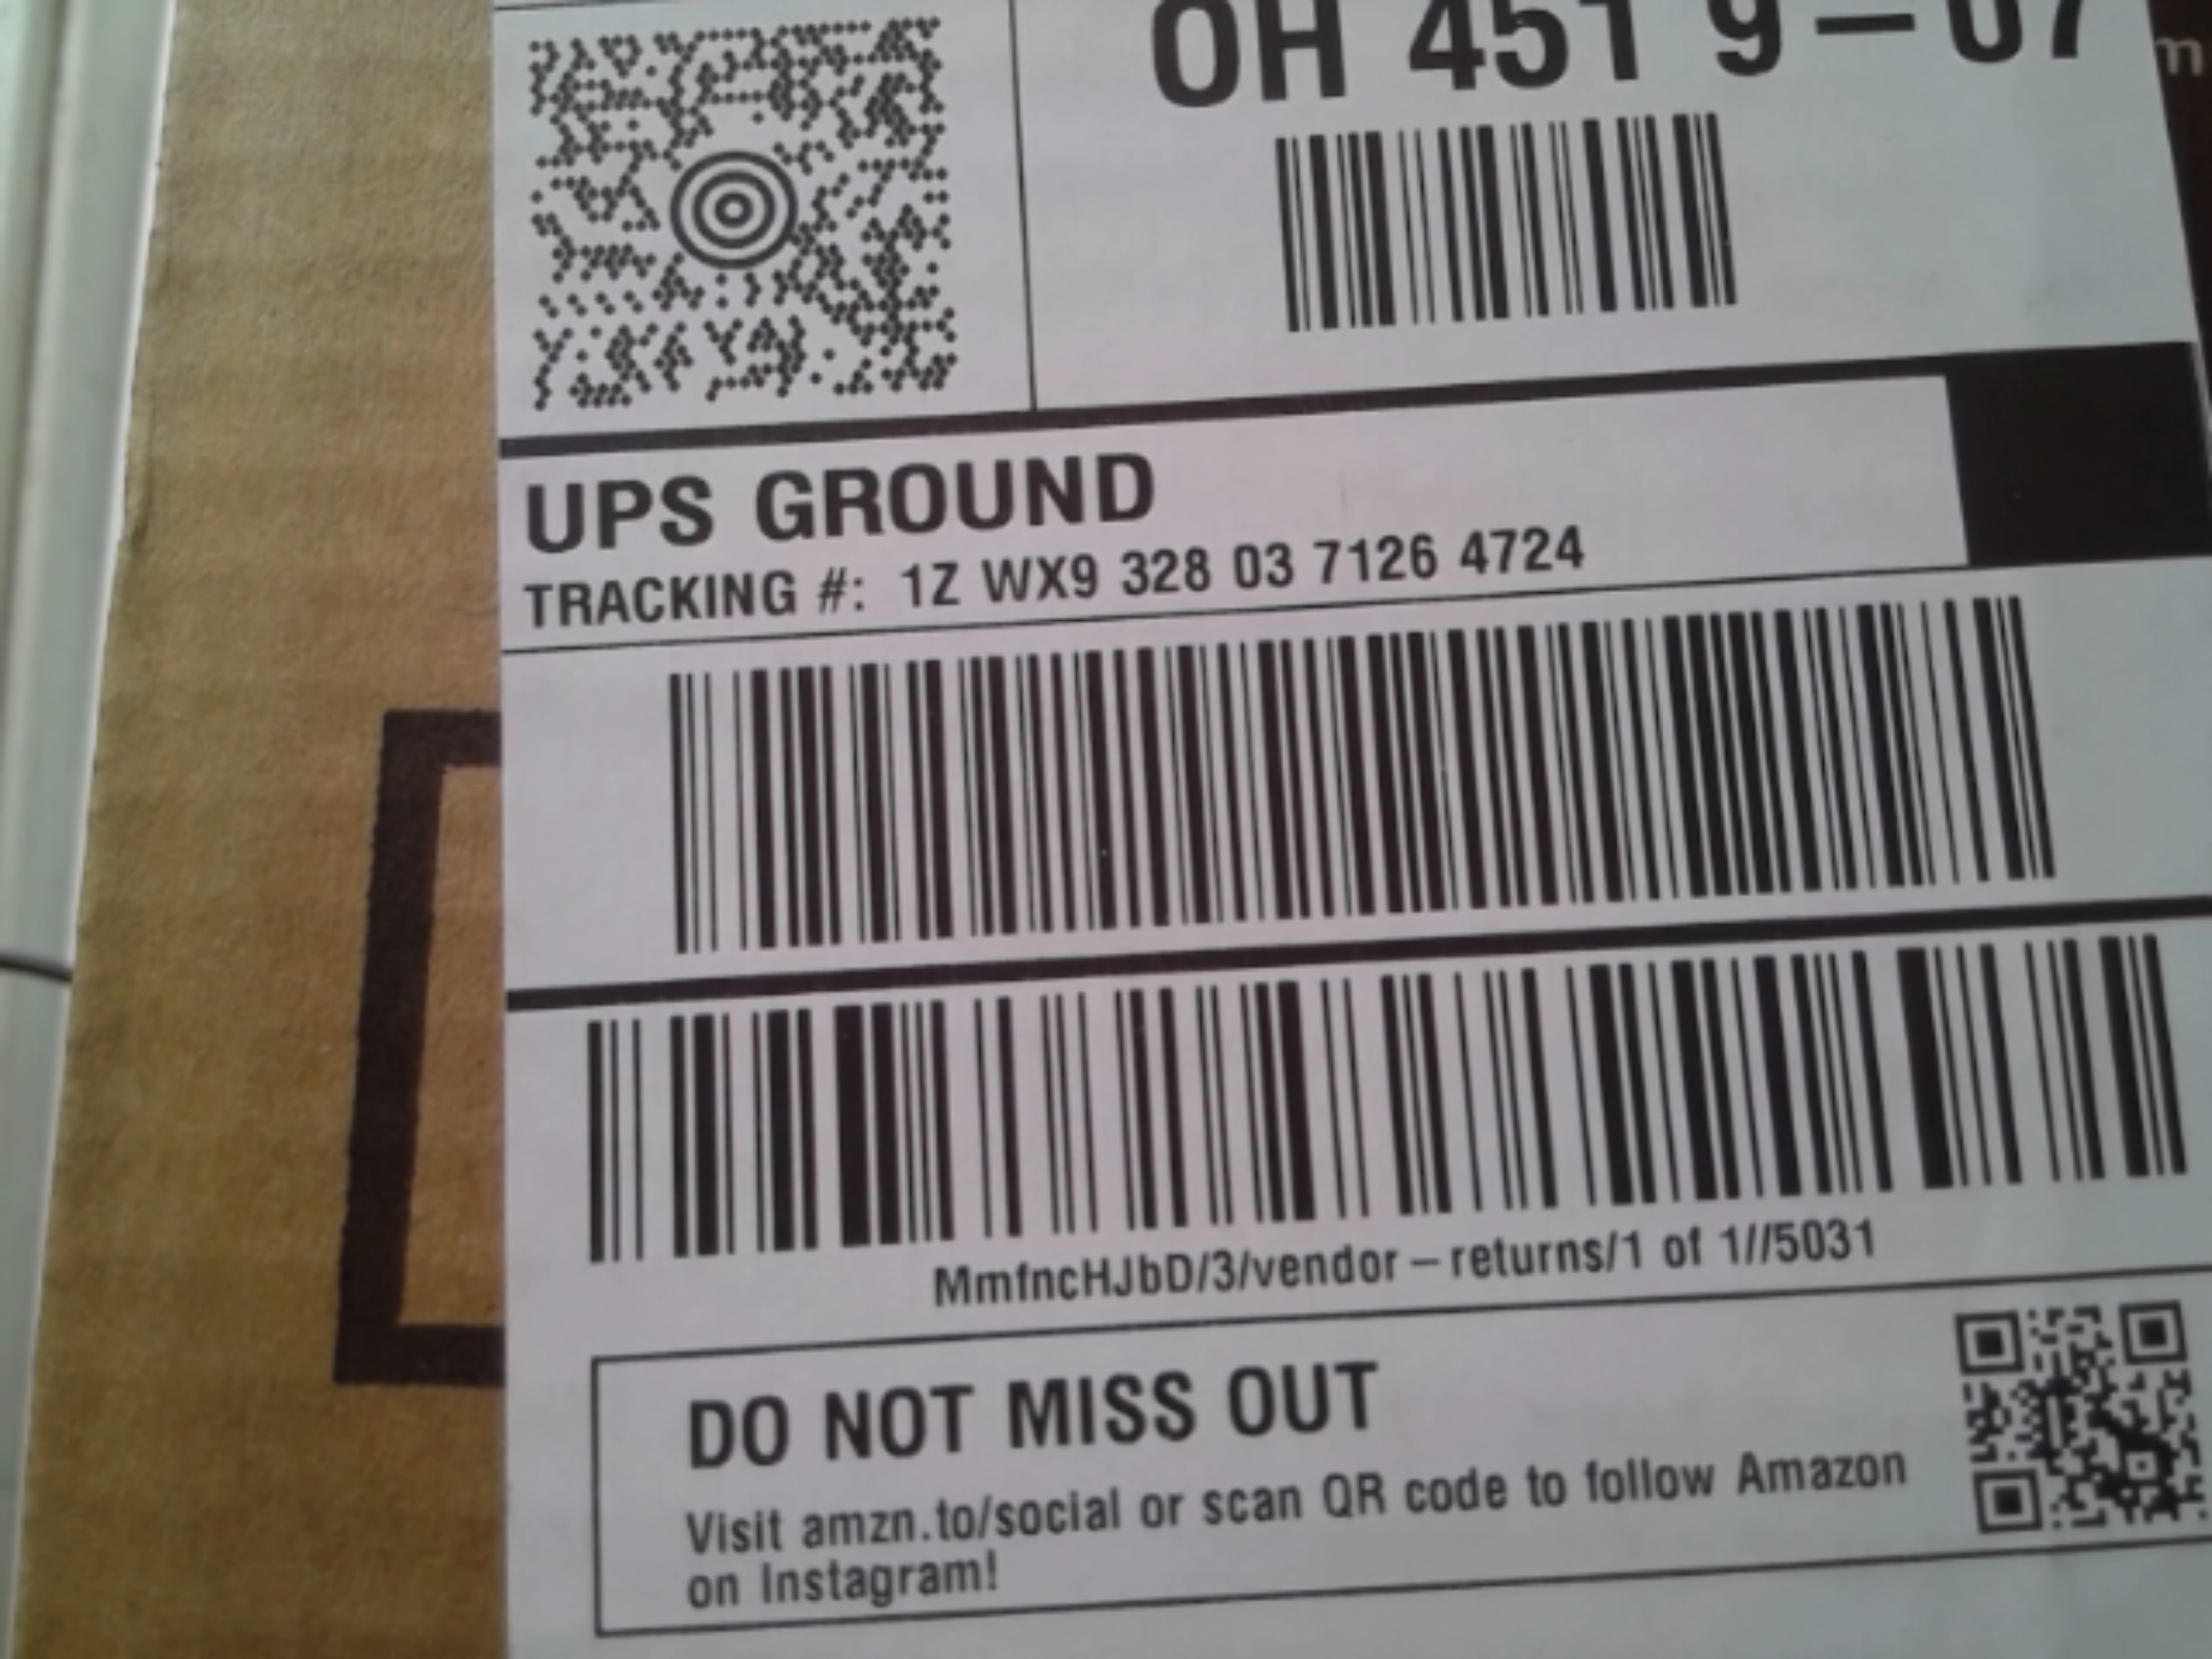 OH 451 9-07
m
UPS GROUND
TRACKING #: 1Z WX9 328 03 7126 4724
MmfncHJbD/3/vendor-returns/1 of 1//5031
DO NOT MISS OUT
Visit amzn.to/social or scan QR code to follow Amazon
on Instagram!